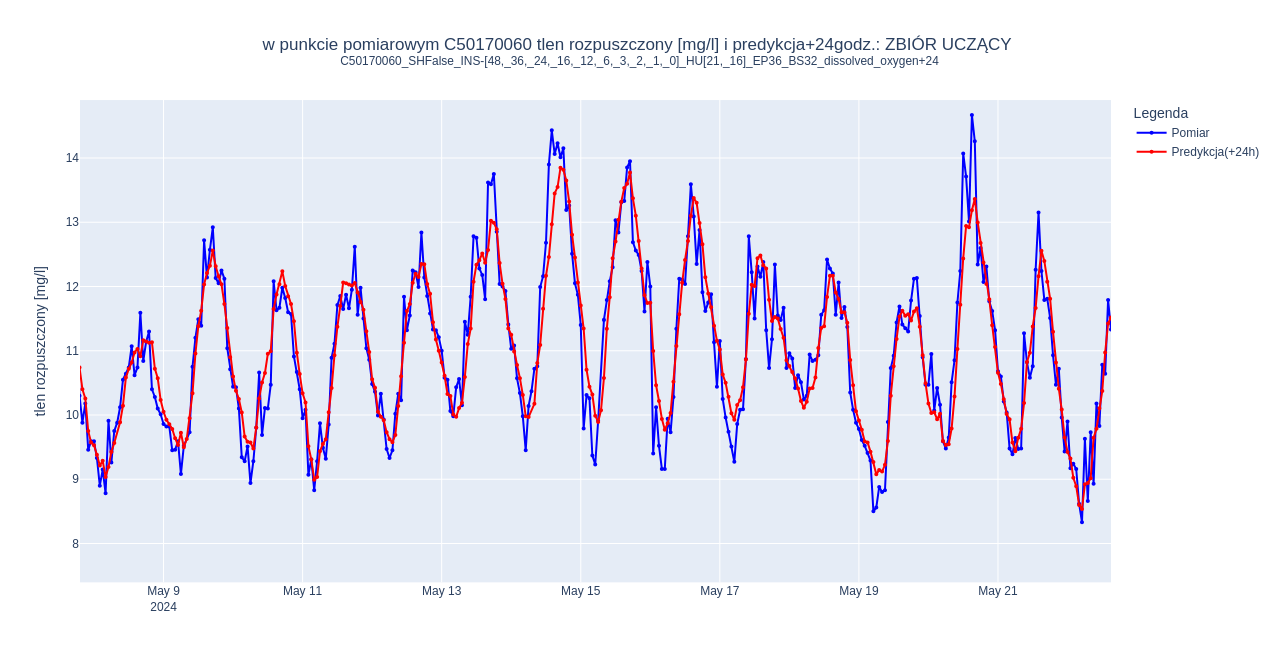 w punkcie pomiarowym C50170060 tlen rozpuszczony [mg/l] i predykcja+24godz.: ZBIÓR UCZĄCY
C50170060_SHFalse_INS-[48,_36,_24,_16,_12,_6,_3,_2,_1,_0]_HU[21,_16]_EP36_BS32_dissolved_oxygen+24
Legenda
Pomiar
Predykcja(+24h)
tlen rozpuszczony [mg/l]
14
13
12
11
10
9
8
May 9
2024
May 11
May 13
May 15
May 17
May 19
May 21